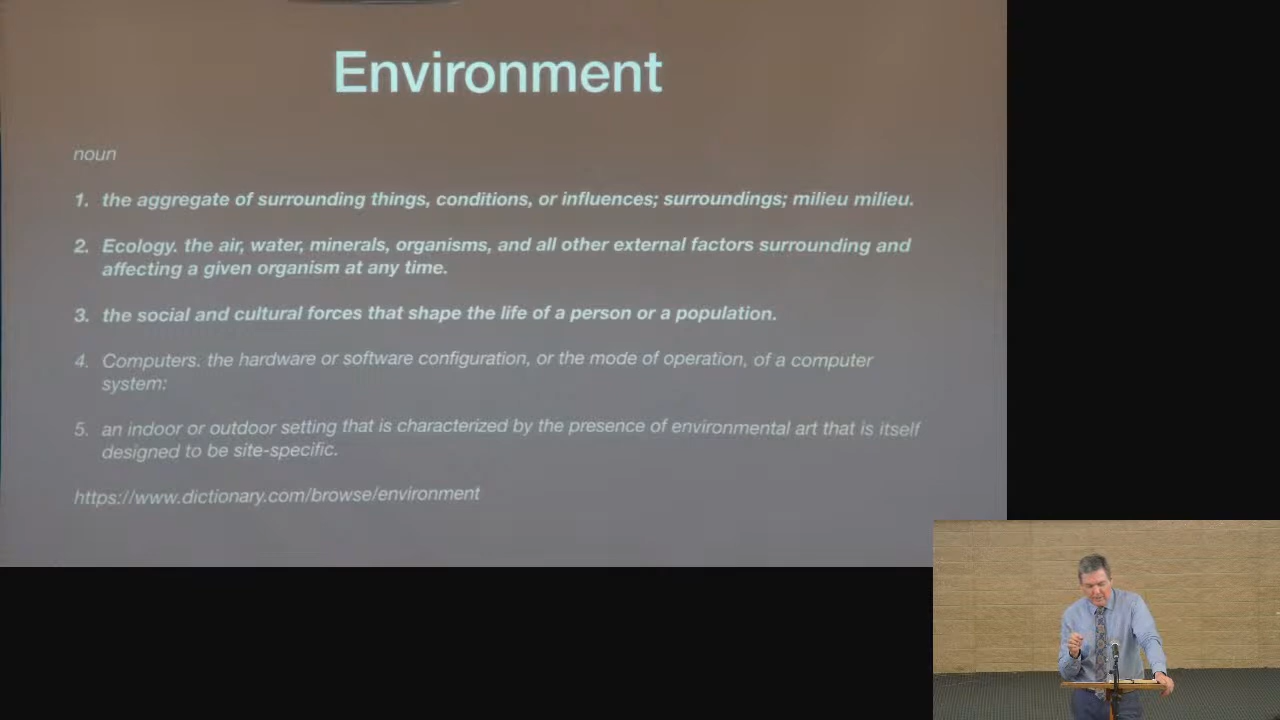 Environment
noun
1. the aggregate of surrounding things, conditions, or influences; surroundings; milieu milieu.
2. Ecology. the air, water, minerals, organisms, and all other external factors surrounding and
affecting a given organism at any time.
3. the social and cultural forces that shape the life of a person or a population.
4. Computers. the hardware or software configuration, or the mode of operation, of a computer
system:
5. an indoor or outdoor setting that is characterized by the presence of environmental art that is itself
designed to be site-specific.
https://www.dictionary.com/browse/environment